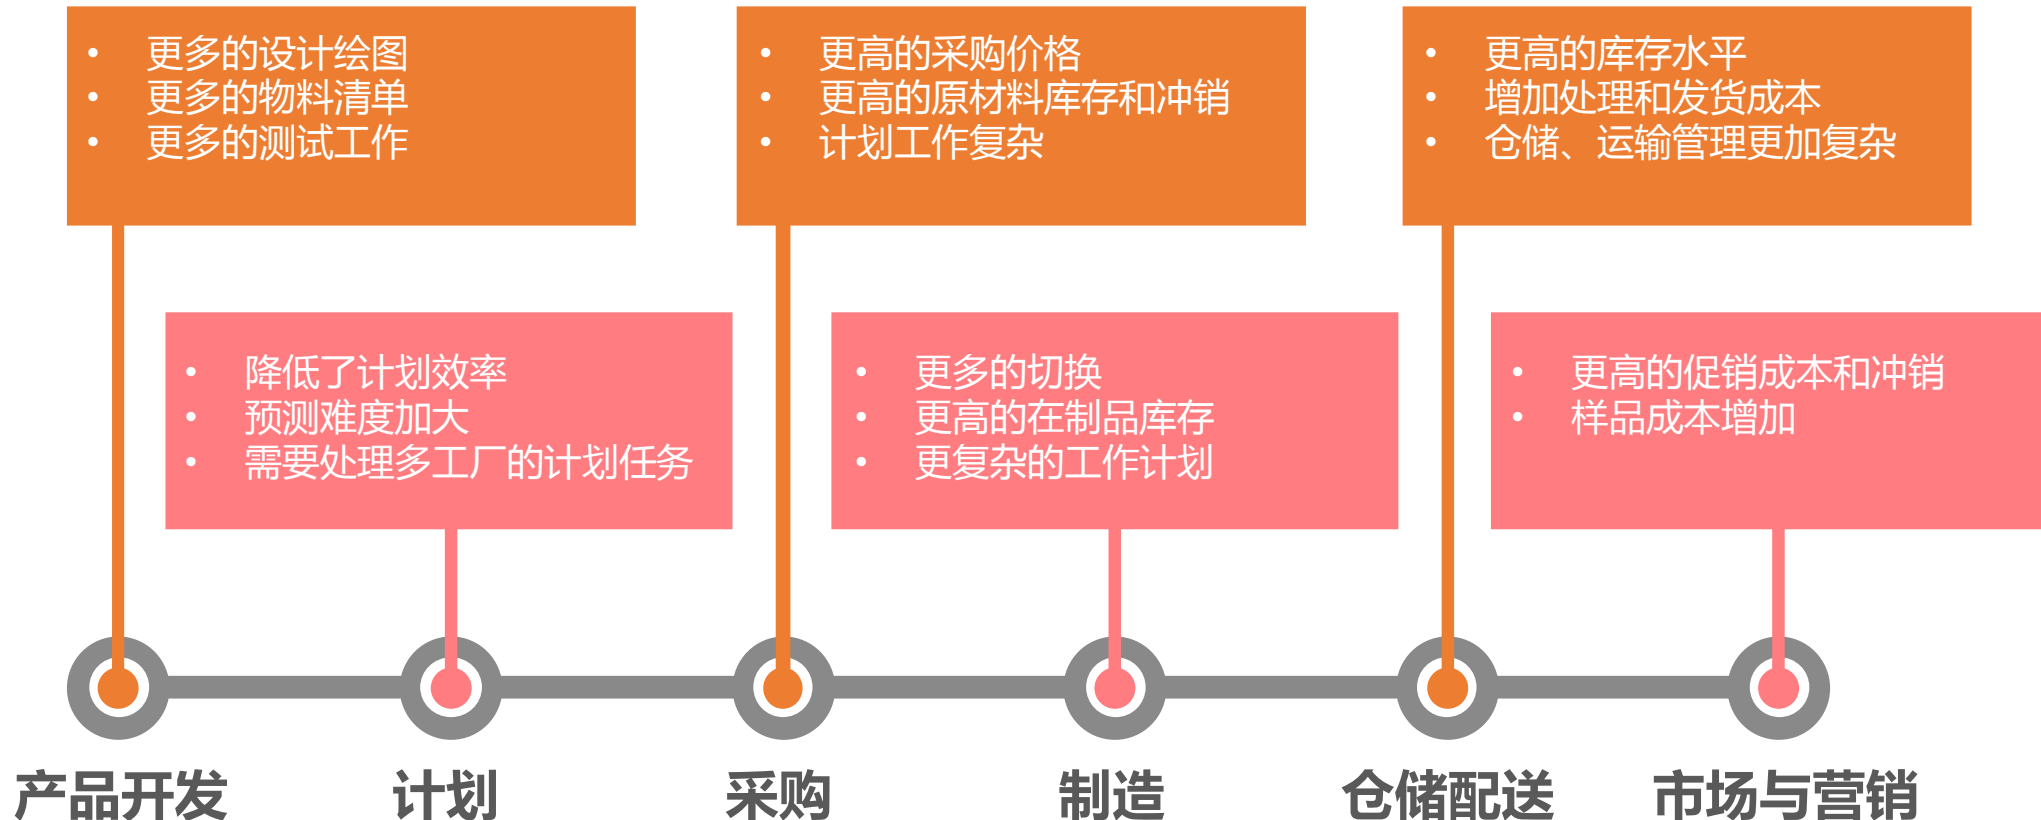 • 更多的设计绘图
• 更多的物料清单
• 更多的测试工作
• 更高的采购价格
• 更高的原材料库存和冲销
• 计划工作复杂
• 更高的库存水平
• 增加处理和发货成本
• 仓储、运输管理更加复杂
• 降低了计划效率
• 预测难度加大
• 需要处理多工厂的计划任务
• 更多的切换
• 更高的在制品库存
• 更复杂的工作计划
• 更高的促销成本和冲销
• 样品成本增加
产品开发
计划
采购
制造
仓储配送
市场与营销